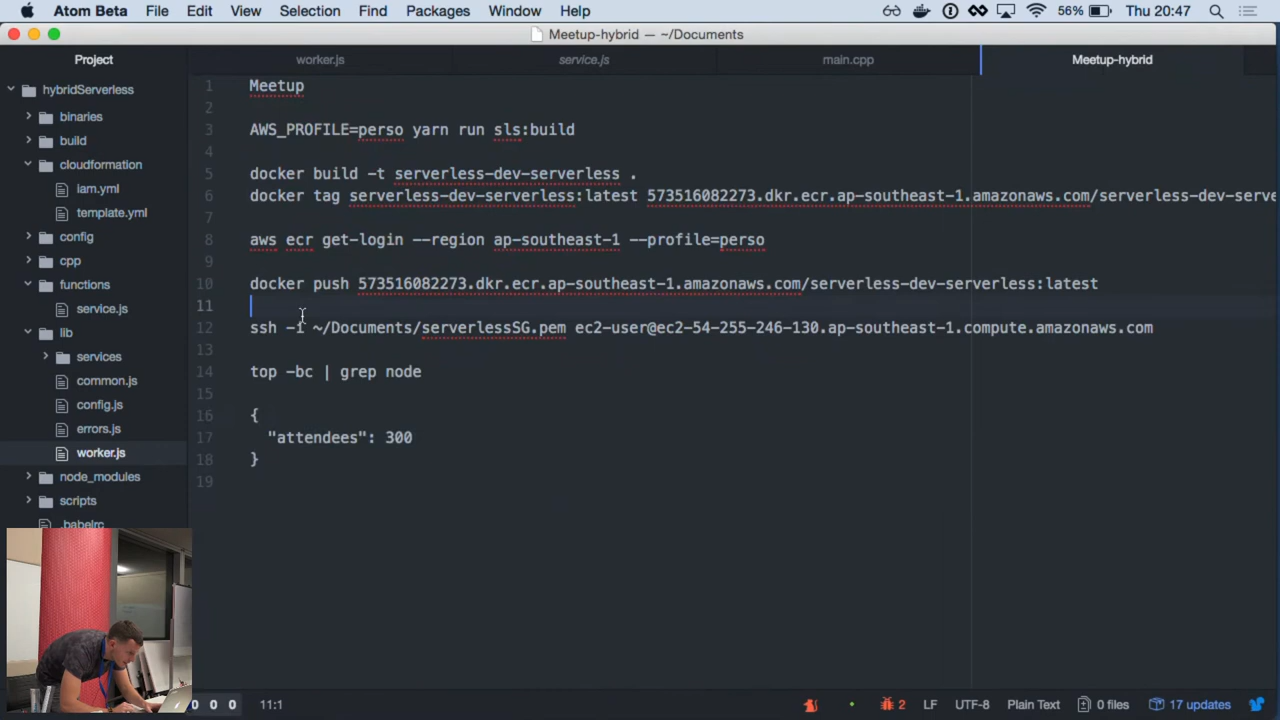 Atom Beta File Edit View Selection Find Packages Window Help 56% Thu 20:47
Meetup-hybrid — ~/Documents
Project worker.js service.js main.cpp Meetup-hybrid
hybridServerless
binaries
build
cloudformation
iam.yml
template.yml
config
cpp
functions
service.js
lib
services
common.js
config.js
errors.js
worker.js
node_modules
scripts
.babelrc
1 Meetup
2
3 AWS_PROFILE=perso yarn run sls:build
4
5 docker build -t serverless-dev-serverless .
6 docker tag serverless-dev-serverless:latest 573516082273.dkr.ecr.ap-southeast-1.amazonaws.com/serverless-dev-serve
7
8 aws ecr get-login --region ap-southeast-1 --profile=perso
9
10 docker push 573516082273.dkr.ecr.ap-southeast-1.amazonaws.com/serverless-dev-serverless:latest
11
12 ssh -i ~/Documents/serverlessSG.pem ec2-user@ec2-54-255-246-130.ap-southeast-1.compute.amazonaws.com
13
14 top -bc | grep node
15
16 {
17 "attendees": 300
18 }
19
0 0 0 11:1 2 LF UTF-8 Plain Text 0 files 17 updates